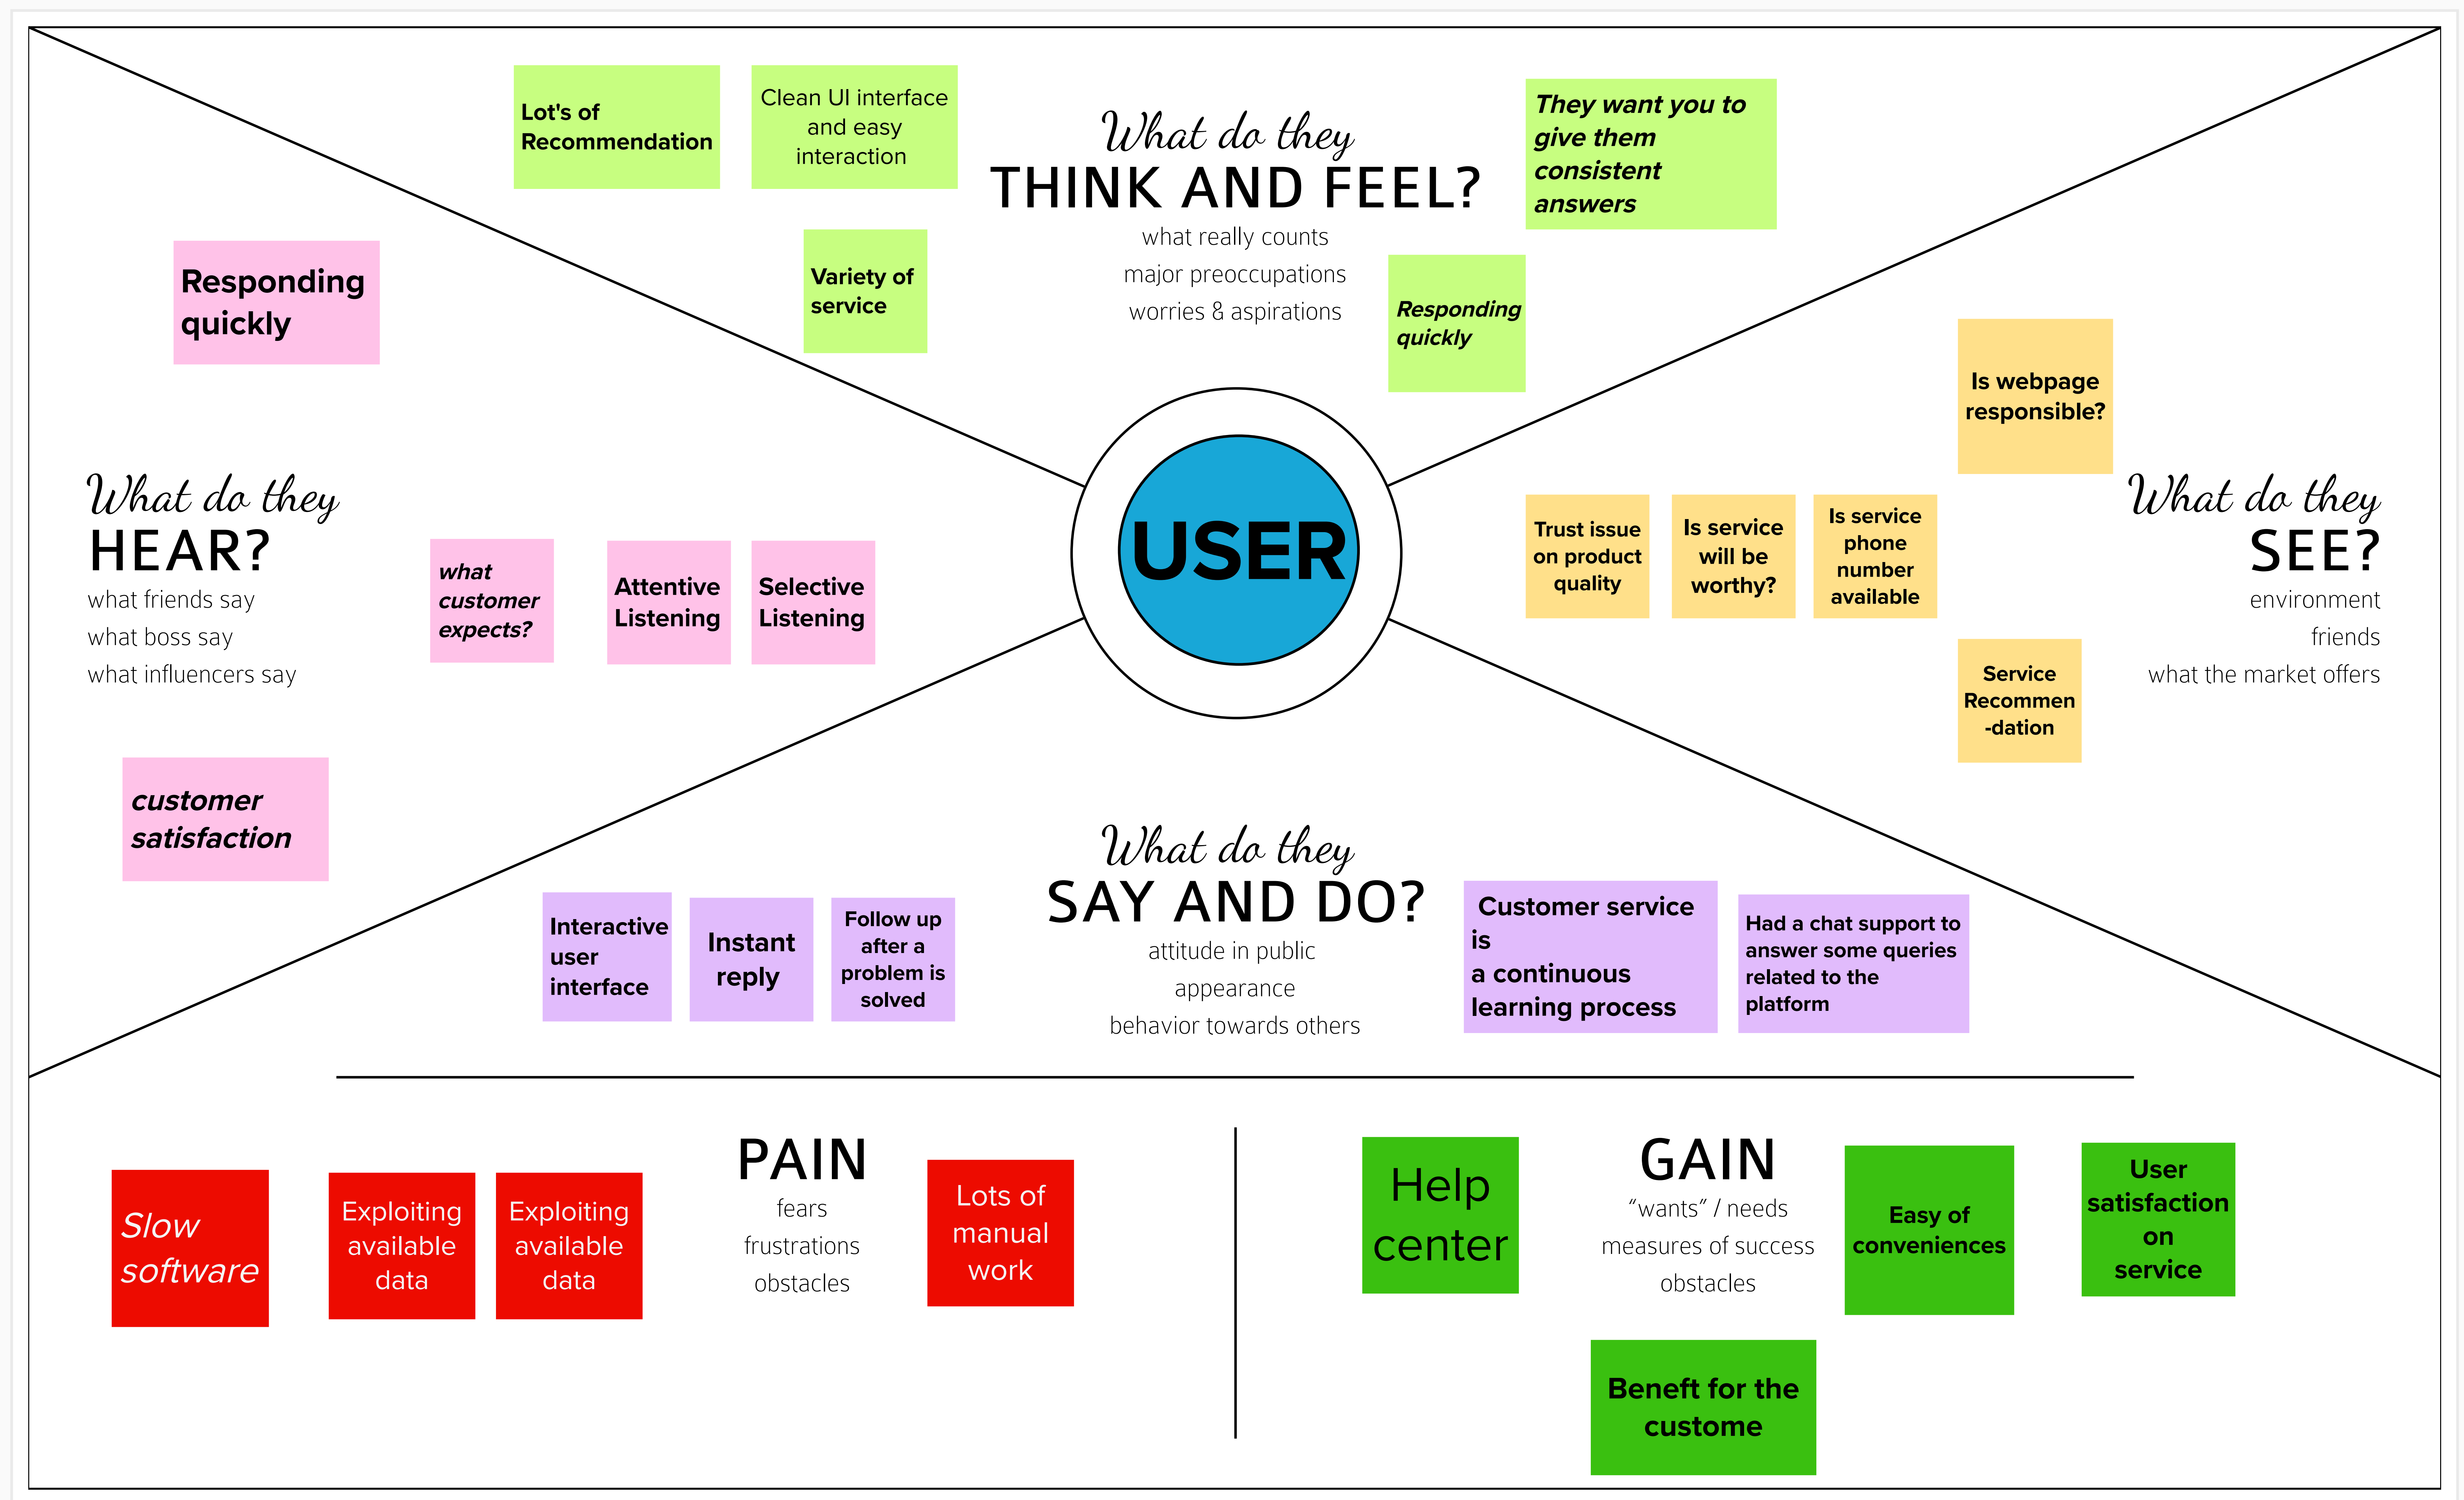 Lot's of
Recommendation
Clean UI interface
and easy
interaction
Variety of
service
What do they
THINK AND FEEL?
what really counts
major preoccupations
worries & aspirations
They want you to
give them
consistent
answers
Responding
quickly
Responding
quickly
What do they
HEAR?
what friends say
what boss say
what influencers say
what
customer
expects?
Attentive
Listening
Selective
Listening
customer
satisfaction
USER
Is webpage
responsible?
Trust issue
on product
quality
Is service
will be
worthy?
Is service
phone
number
available
Service
Recommen
-dation
What do they
SEE?
environment
friends
what the market offers
What do they
SAY AND DO?
attitude in public
appearance
behavior towards others
Interactive
user
interface
Instant
reply
Follow up
after a
problem is
solved
Customer service
is
a continuous
learning process
Had a chat support to
answer some queries
related to the
platform
PAIN
fears
frustrations
obstacles
Slow
software
Exploiting
available
data
Exploiting
available
data
Lots of
manual
work
GAIN
“wants” / needs
measures of success
obstacles
Help
center
Easy of
conveniences
User
satisfaction
on
service
Beneft for the
custome